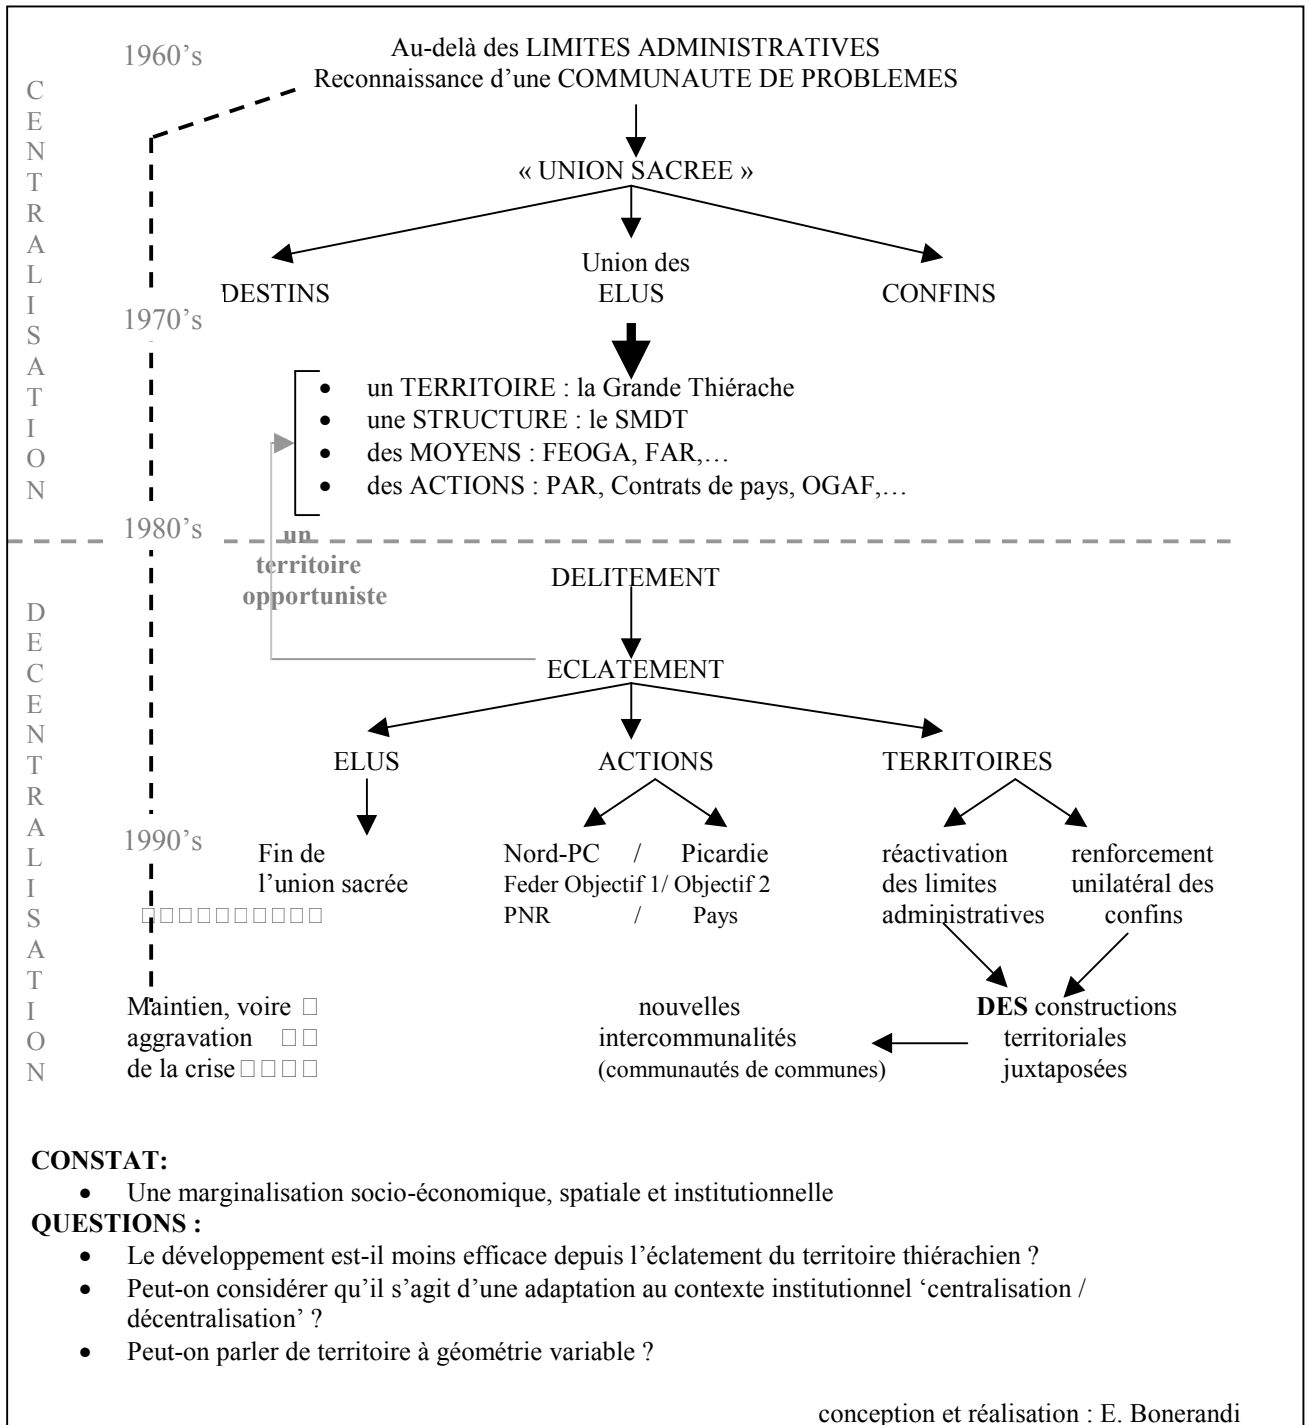 1960's
Au-delà des LIMITES ADMINISTRATIVES
Reconnaissance d'une COMMUNAUTE DE PROBLEMES
CENTRALISATION
« UNION SACREE »
DESTINS
Union des
ELUS
CONFINS
1970's
• un TERRITOIRE : la Grande Thiérache
• une STRUCTURE : le SMDT
• des MOYENS : FEOGA, FAR,…
• des ACTIONS : PAR, Contrats de pays, OGAF,…
1980's
un
territoire
opportuniste
DECENTRALISATION
DELITEMENT
ECLATEMENT
ELUS
ACTIONS
TERRITOIRES
1990's
Fin de
l'union sacrée
Nord-PC / Picardie
Feder Objectif 1/ Objectif 2
PNR / Pays
réactivation
des limites
administratives
renforcement
unilatéral des
confins
Maintien, voire
aggravation
de la crise
nouvelles
intercommunalités
(communautés de communes)
DES constructions
territoriales
juxtaposées
CONSTAT:
• Une marginalisation socio-économique, spatiale et institutionnelle
QUESTIONS :
• Le développement est-il moins efficace depuis l'éclatement du territoire thiérachien ?
• Peut-on considérer qu'il s'agit d'une adaptation au contexte institutionnel 'centralisation /
décentralisation' ?
• Peut-on parler de territoire à géométrie variable ?
conception et réalisation : E. Bonerandi